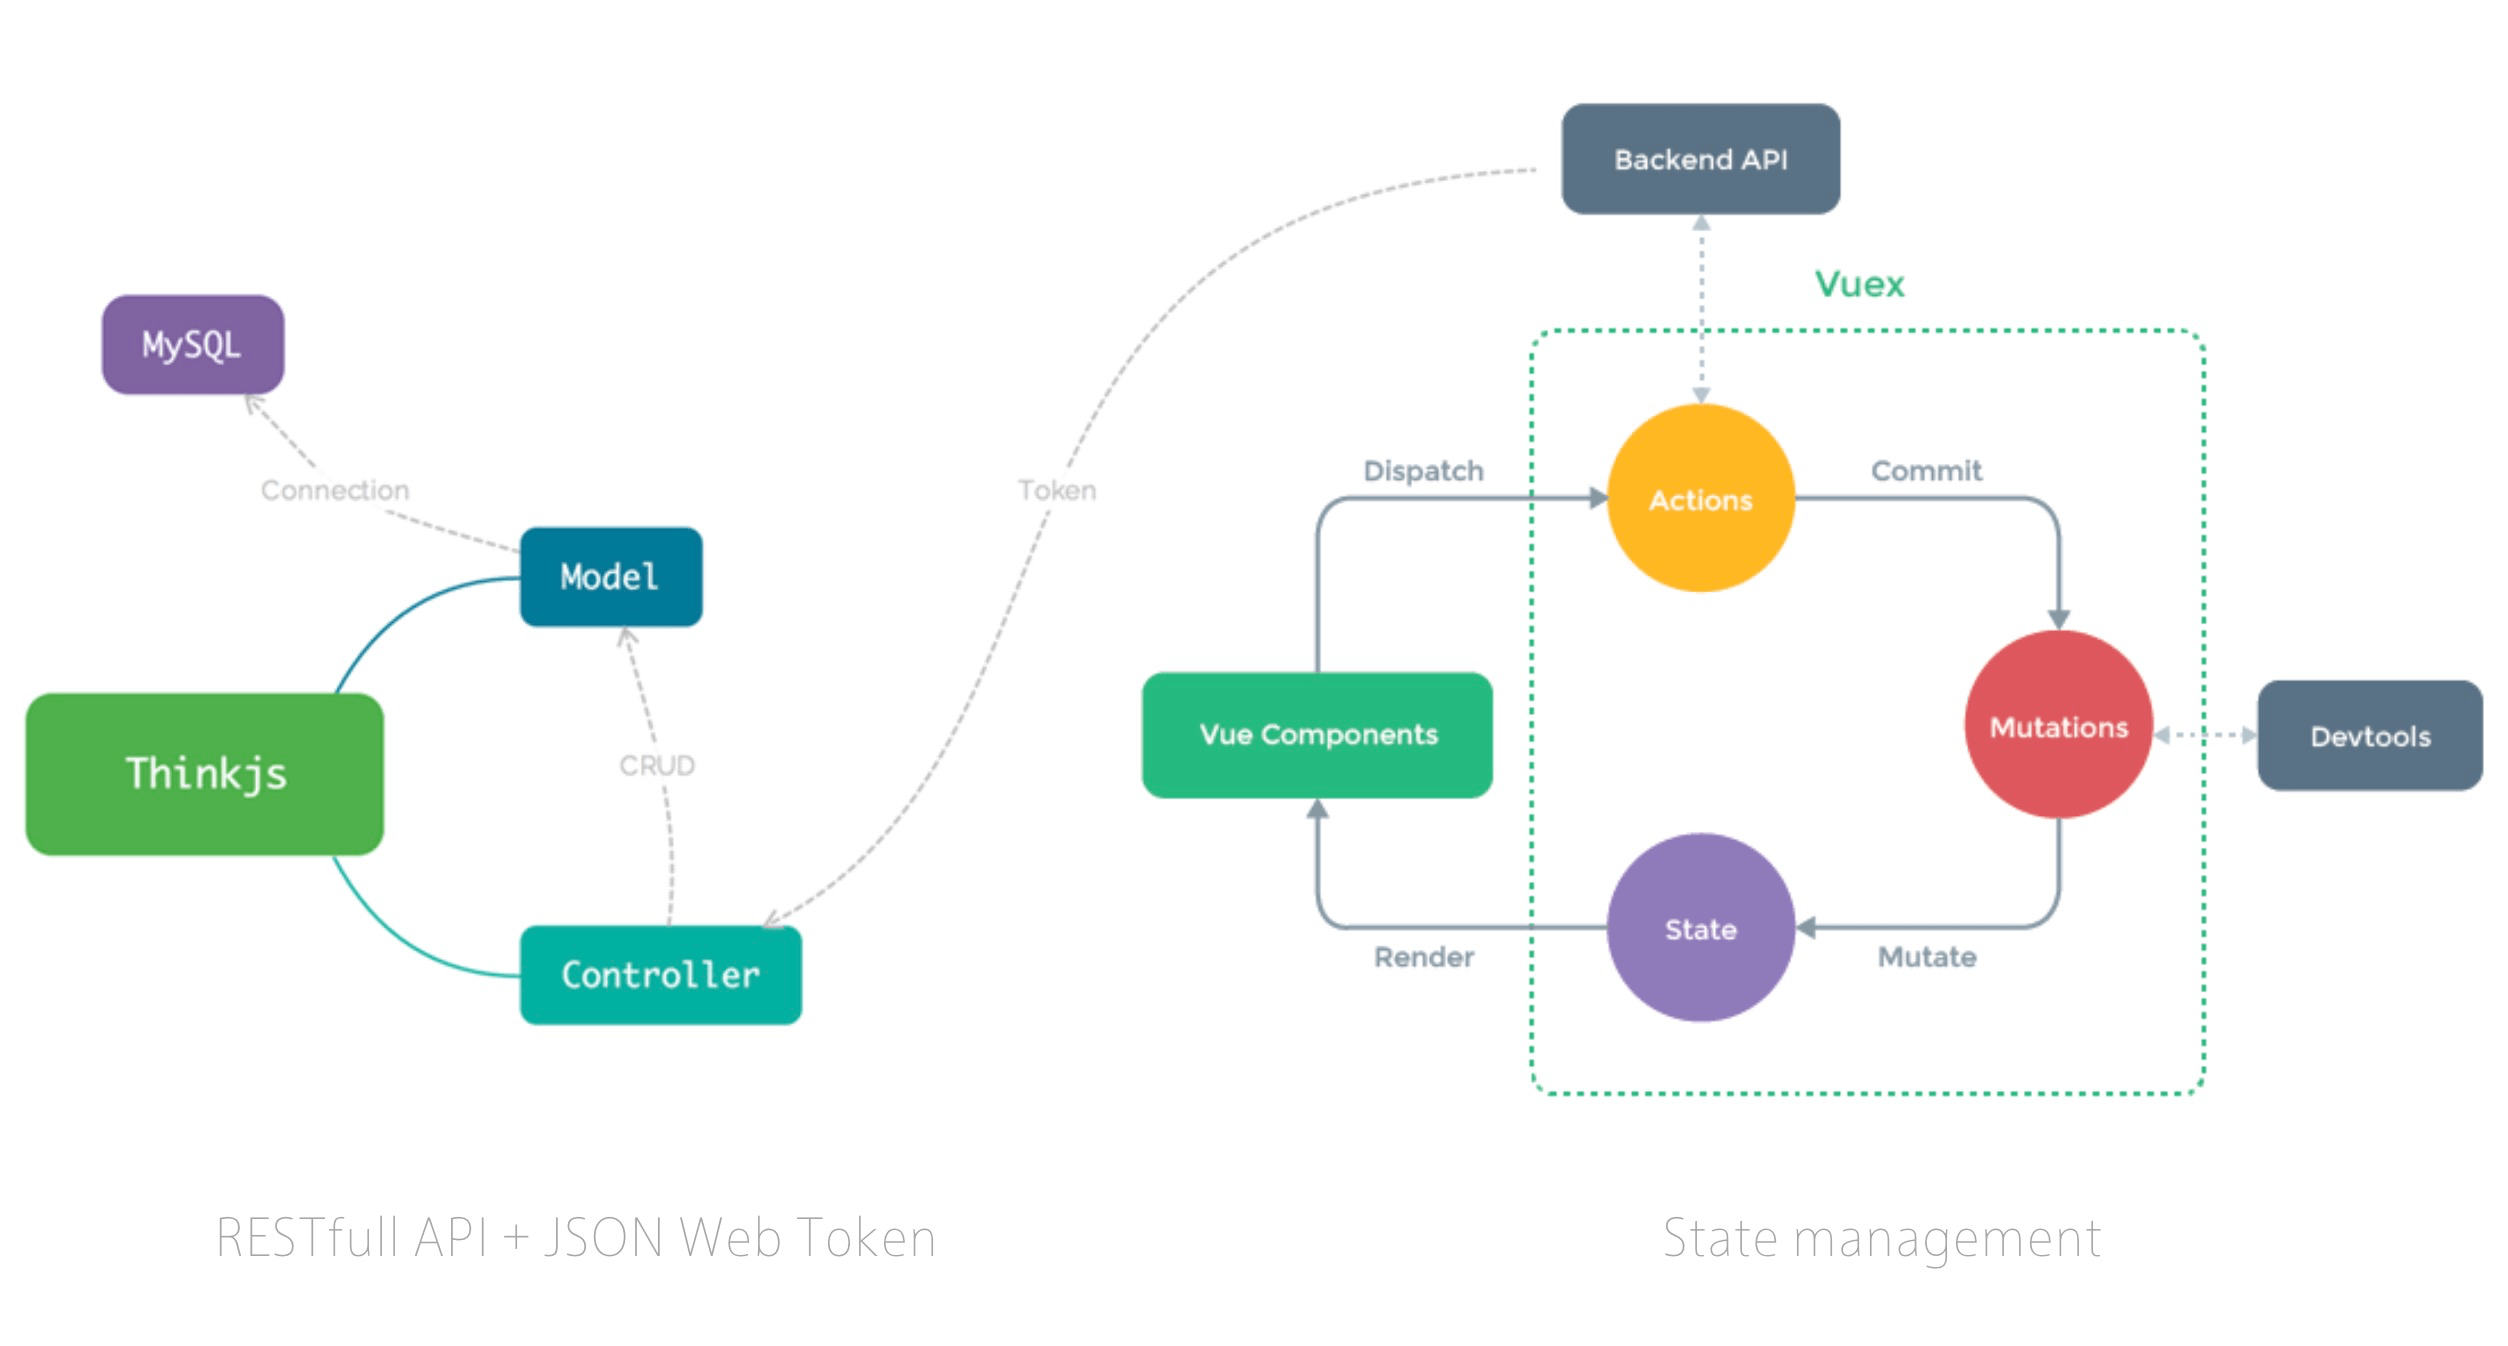 Backend API
Vuex
MySQL
Dispatch
Commit
Connection
Token
Actions
Model
Vue Components
Mutations
Devtools
Thinkjs
CRUD
State
Render
Mutate
Controller
RESTfull API + JSON Web Token
State management